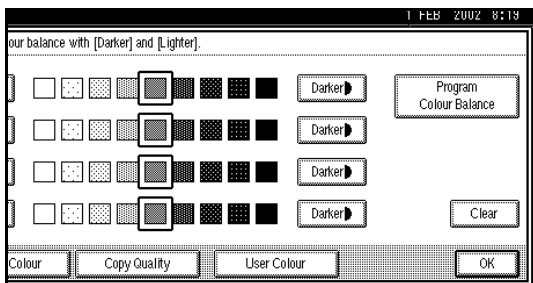 1 FEB 2002 8:19
our balance with [Darker] and [Lighter].
Darker
Program
Colour Balance
Darker
Darker
Darker
Clear
Colour
Copy Quality
User Colour
OK